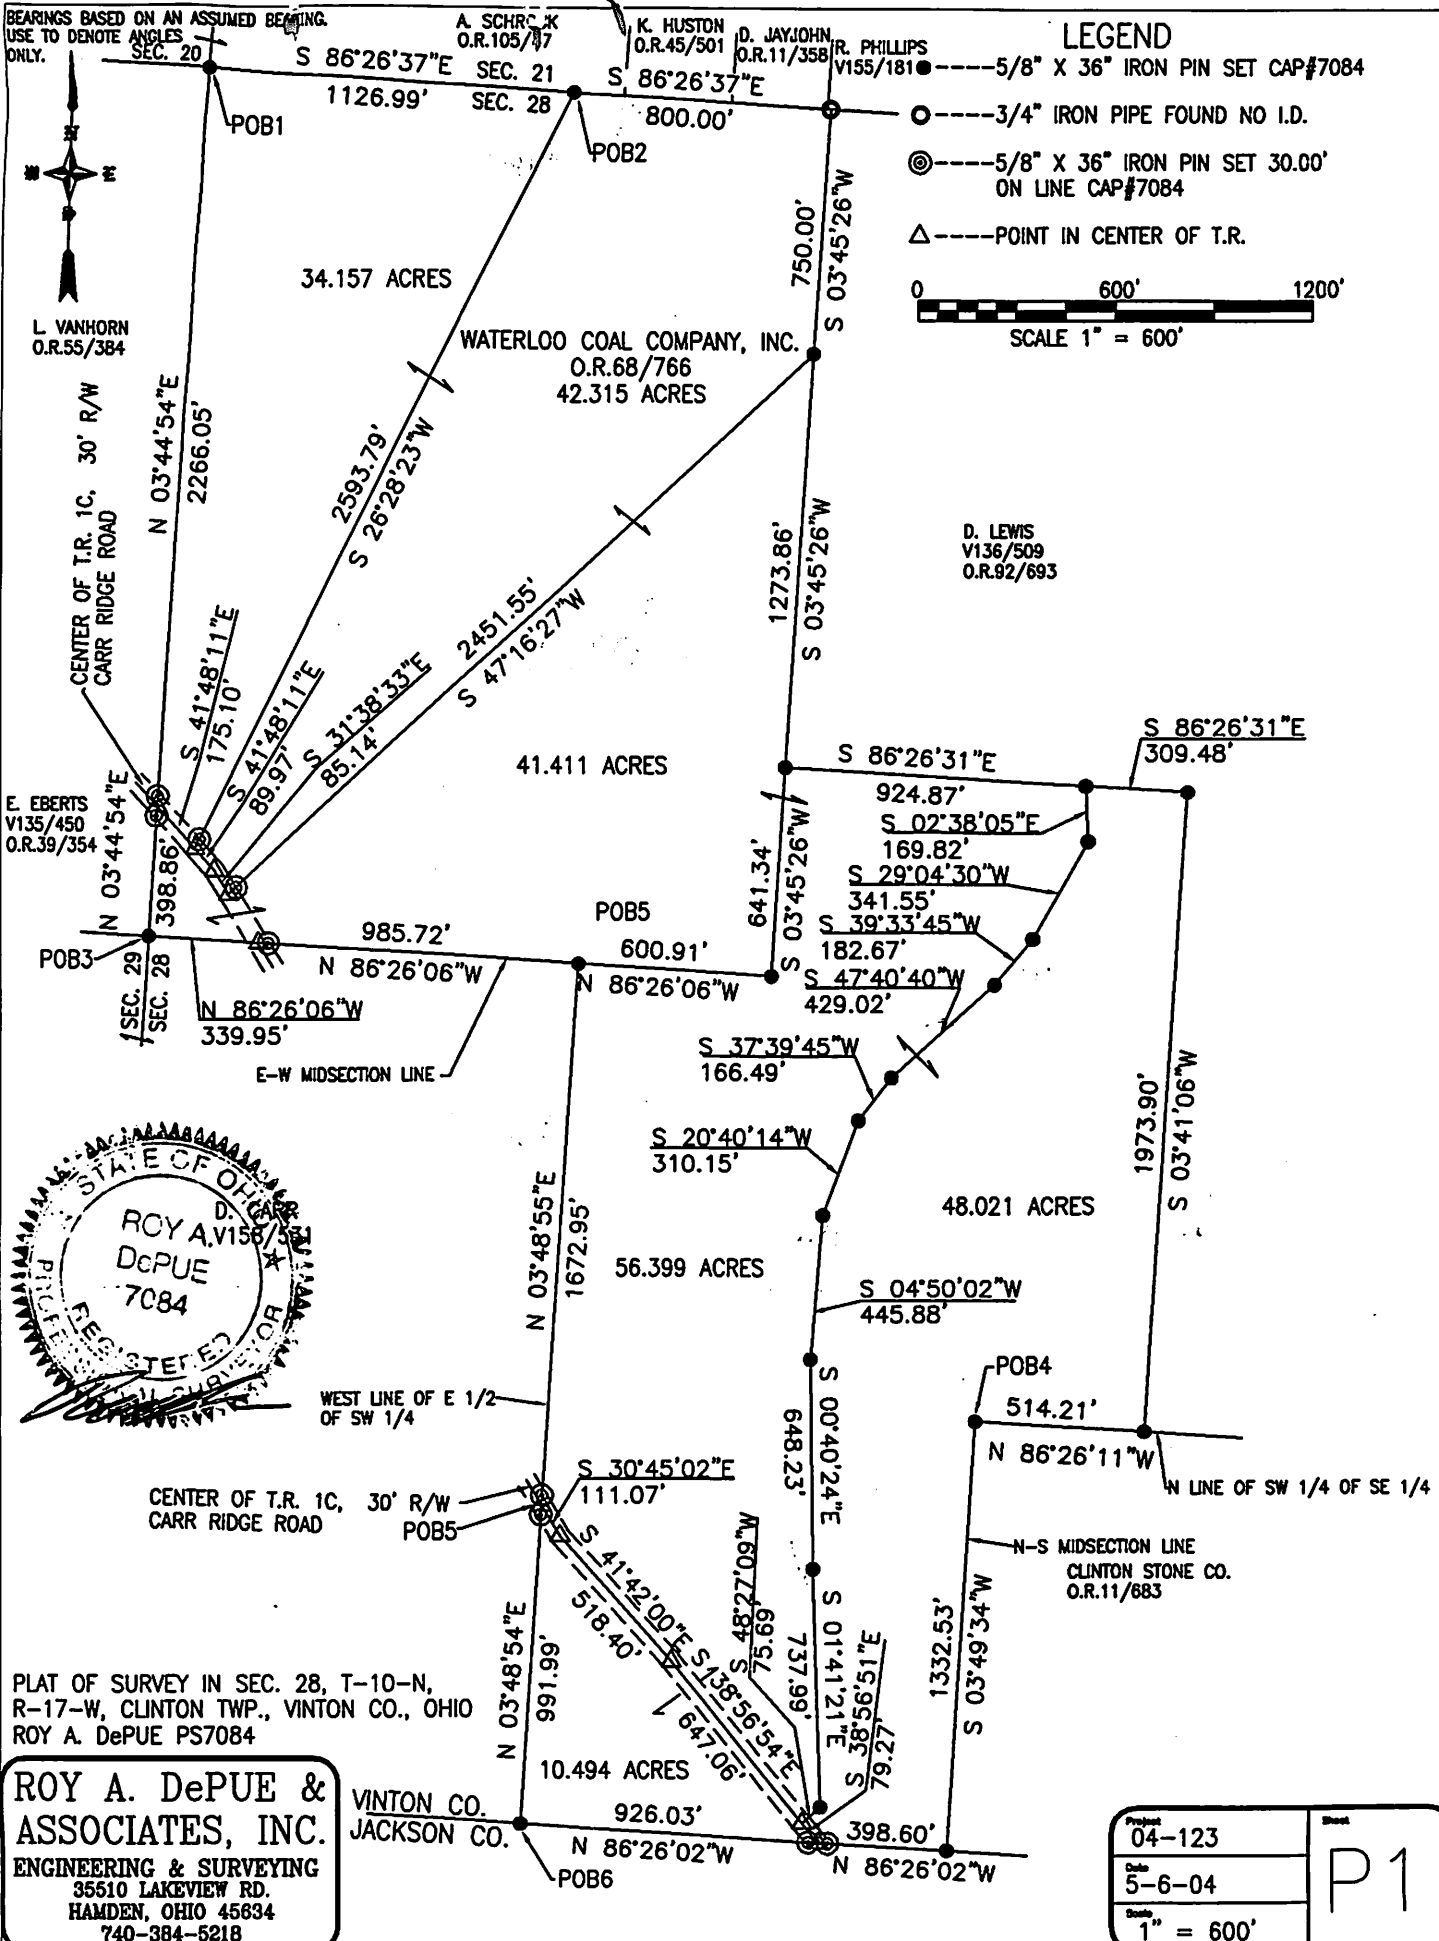 BEARINGS BASED ON AN ASSUMED BEARING.
USE TO DENOTE ANGLES
ONLY.
SEC. 20
A. SCHROCK
O.R.105/
K. HUSTON
O.R.45/501
D. JAYJOHN
O.R.11/358
R. PHILLIPS
V155/181
S 86°26'37"E
1126.99'
SEC. 21
SEC. 28
S 86°26'37"E
800.00'
POB1
POB2
LEGEND
5/8" X 36" IRON PIN SET CAP#7084
3/4" IRON PIPE FOUND NO I.D.
5/8" X 36" IRON PIN SET 30.00'
ON LINE CAP#7084
POINT IN CENTER OF T.R.
0 600' 1200'
SCALE 1" = 600'
N
W E
S
L. VANHORN
O.R.55/384
34.157 ACRES
WATERLOO COAL COMPANY, INC.
O.R.68/766
42.315 ACRES
750.00'
S 03°45'26"W
N 03°44'54"E
2266.05'
CENTER OF T.R. 1C, 30' R/W
CARR RIDGE ROAD
2593.79'
S 26°28'23"W
2451.55'
S 47°16'27"W
1273.86'
S 03°45'26"W
D. LEWIS
V136/509
O.R.92/693
S 41°48'11"E
175.10'
S 41°48'11"E
89.97'
S 31°38'33"E
85.14'
41.411 ACRES
S 86°26'31"E
924.87'
S 86°26'31"E
309.48'
E. EBERTS
V135/450
O.R.39/354
N 03°44'54"E
398.86'
S 02°38'05"E
169.82'
S 29°04'30"W
341.55'
S 39°33'45"W
182.67'
S 47°40'40"W
429.02'
641.34'
S 03°45'26"W
POB3
985.72'
N 86°26'06"W
POB5
600.91'
N 86°26'06"W
SEC. 29
SEC. 28
N 86°26'06"W
339.95'
E-W MIDSECTION LINE
S 37°39'45"W
166.49'
S 20°40'14"W
310.15'
1973.90'
S 03°41'06"W
48.021 ACRES
STATE OF OHIO
ROY A.
DePUE
7084
REGISTERED
PROFESSIONAL SURVEYOR
D. CARR
V158/531
N 03°48'55"E
1672.95'
56.399 ACRES
S 04°50'02"W
445.88'
WEST LINE OF E 1/2
OF SW 1/4
POB4
514.21'
N 86°26'11"W
N LINE OF SW 1/4 OF SE 1/4
S 00°40'24"E
648.23'
CENTER OF T.R. 1C, 30' R/W
CARR RIDGE ROAD
POB5
S 30°45'02"E
111.07'
N-S MIDSECTION LINE
CLINTON STONE CO.
O.R.11/683
S 41°42'00"E
518.40'
S 38°56'54"E
647.06'
S 48°27'09"W
75.69'
737.99'
S 01°41'21"E
S 38°56'51"E
79.27'
1332.53'
S 03°49'34"W
N 03°48'54"E
991.99'
PLAT OF SURVEY IN SEC. 28, T-10-N,
R-17-W, CLINTON TWP., VINTON CO., OHIO
ROY A. DePUE PS7084
ROY A. DePUE &
ASSOCIATES, INC.
ENGINEERING & SURVEYING
35510 LAKEVIEW RD.
HAMDEN, OHIO 45634
740-384-5218
VINTON CO.
JACKSON CO.
10.494 ACRES
926.03'
N 86°26'02"W
POB6
398.60'
N 86°26'02"W
Project
04-123
Date
5-6-04
Scale
1" = 600'
Sheet
P1